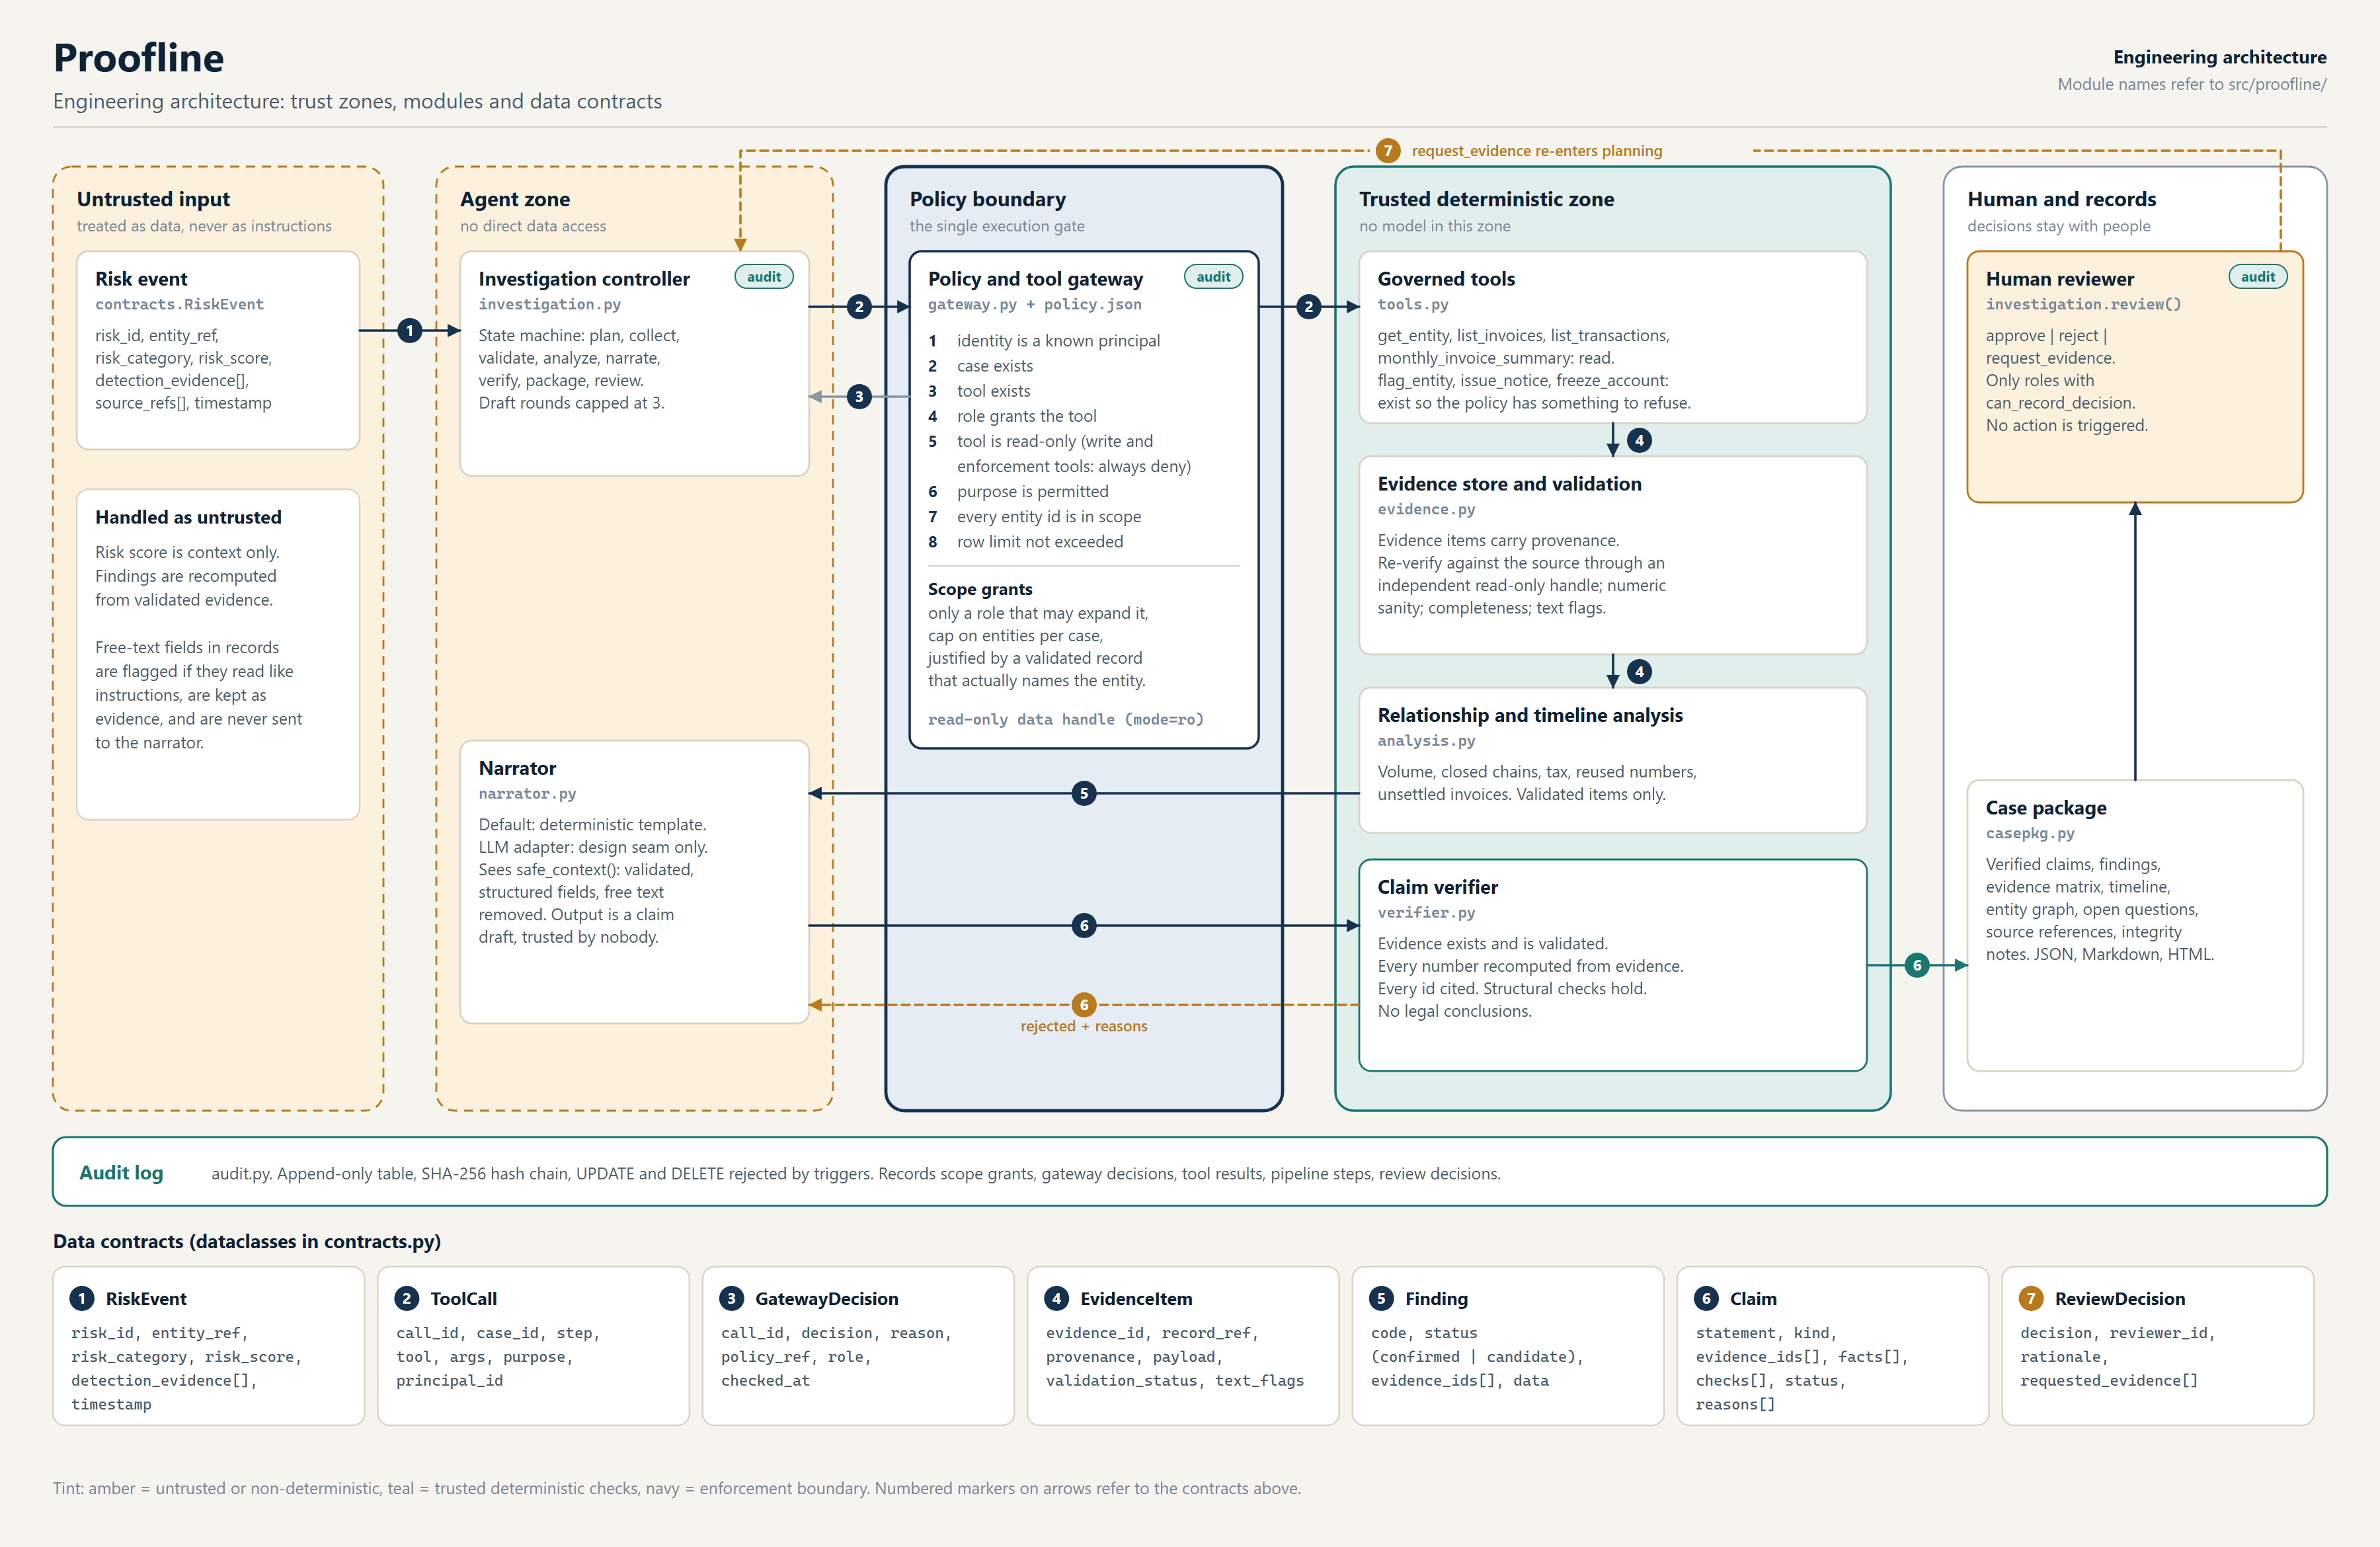 Proofline
Engineering architecture: trust zones, modules and data contracts
Engineering architecture
Module names refer to src/proofline/
7 request_evidence re-enters planning
Untrusted input
treated as data, never as instructions
Risk event
contracts.RiskEvent
risk_id, entity_ref,
risk_category, risk_score,
detection_evidence[],
source_refs[], timestamp
Handled as untrusted
Risk score is context only.
Findings are recomputed
from validated evidence.
Free-text fields in records
are flagged if they read like
instructions, are kept as
evidence, and are never sent
to the narrator.
1
Agent zone
no direct data access
Investigation controller
audit
investigation.py
State machine: plan, collect,
validate, analyze, narrate,
verify, package, review.
Draft rounds capped at 3.
Narrator
narrator.py
Default: deterministic template.
LLM adapter: design seam only.
Sees safe_context(): validated,
structured fields, free text
removed. Output is a claim
draft, trusted by nobody.
2
3
Policy boundary
the single execution gate
Policy and tool gateway
audit
gateway.py + policy.json
1 identity is a known principal
2 case exists
3 tool exists
4 role grants the tool
5 tool is read-only (write and
enforcement tools: always deny)
6 purpose is permitted
7 every entity id is in scope
8 row limit not exceeded
Scope grants
only a role that may expand it,
cap on entities per case,
justified by a validated record
that actually names the entity.
read-only data handle (mode=ro)
5
6
6
rejected + reasons
2
Trusted deterministic zone
no model in this zone
Governed tools
tools.py
get_entity, list_invoices, list_transactions,
monthly_invoice_summary: read.
flag_entity, issue_notice, freeze_account:
exist so the policy has something to refuse.
4
Evidence store and validation
evidence.py
Evidence items carry provenance.
Re-verify against the source through an
independent read-only handle; numeric
sanity; completeness; text flags.
4
Relationship and timeline analysis
analysis.py
Volume, closed chains, tax, reused numbers,
unsettled invoices. Validated items only.
Claim verifier
verifier.py
Evidence exists and is validated.
Every number recomputed from evidence.
Every id cited. Structural checks hold.
No legal conclusions.
6
Human and records
decisions stay with people
Human reviewer
audit
investigation.review()
approve | reject |
request_evidence.
Only roles with
can_record_decision.
No action is triggered.
Case package
casepkg.py
Verified claims, findings,
evidence matrix, timeline,
entity graph, open questions,
source references, integrity
notes. JSON, Markdown, HTML.
Audit log
audit.py. Append-only table, SHA-256 hash chain, UPDATE and DELETE rejected by triggers. Records scope grants, gateway decisions, tool results, pipeline steps, review decisions.
Data contracts (dataclasses in contracts.py)
1 RiskEvent
risk_id, entity_ref,
risk_category, risk_score,
detection_evidence[],
timestamp
2 ToolCall
call_id, case_id, step,
tool, args, purpose,
principal_id
3 GatewayDecision
call_id, decision, reason,
policy_ref, role,
checked_at
4 EvidenceItem
evidence_id, record_ref,
provenance, payload,
validation_status, text_flags
5 Finding
code, status
(confirmed | candidate),
evidence_ids[], data
6 Claim
statement, kind,
evidence_ids[], facts[],
checks[], status,
reasons[]
7 ReviewDecision
decision, reviewer_id,
rationale,
requested_evidence[]
Tint: amber = untrusted or non-deterministic, teal = trusted deterministic checks, navy = enforcement boundary. Numbered markers on arrows refer to the contracts above.